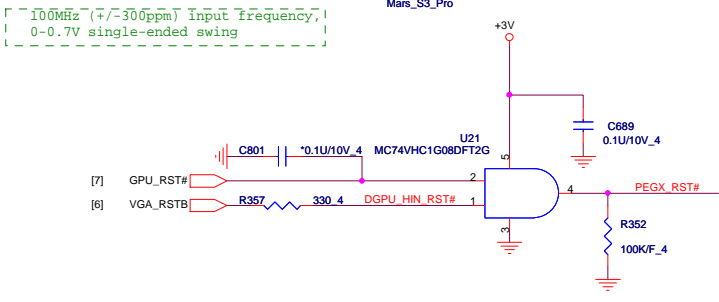 Mars_S3_Pro
100MHz (+/-300ppm) input frequency,
0-0.7V single-ended swing
+3V
C689
0.1U/10V_4
U21
MC74VHC1G08DFT2G
C801
*0.1U/10V_4
5
[7]
GPU_RST#
2
4
PEGX_RST#
[6]
VGA_RSTB
R357
330_4
DGPU_HIN_RST#
1
3
R352
100K/F_4